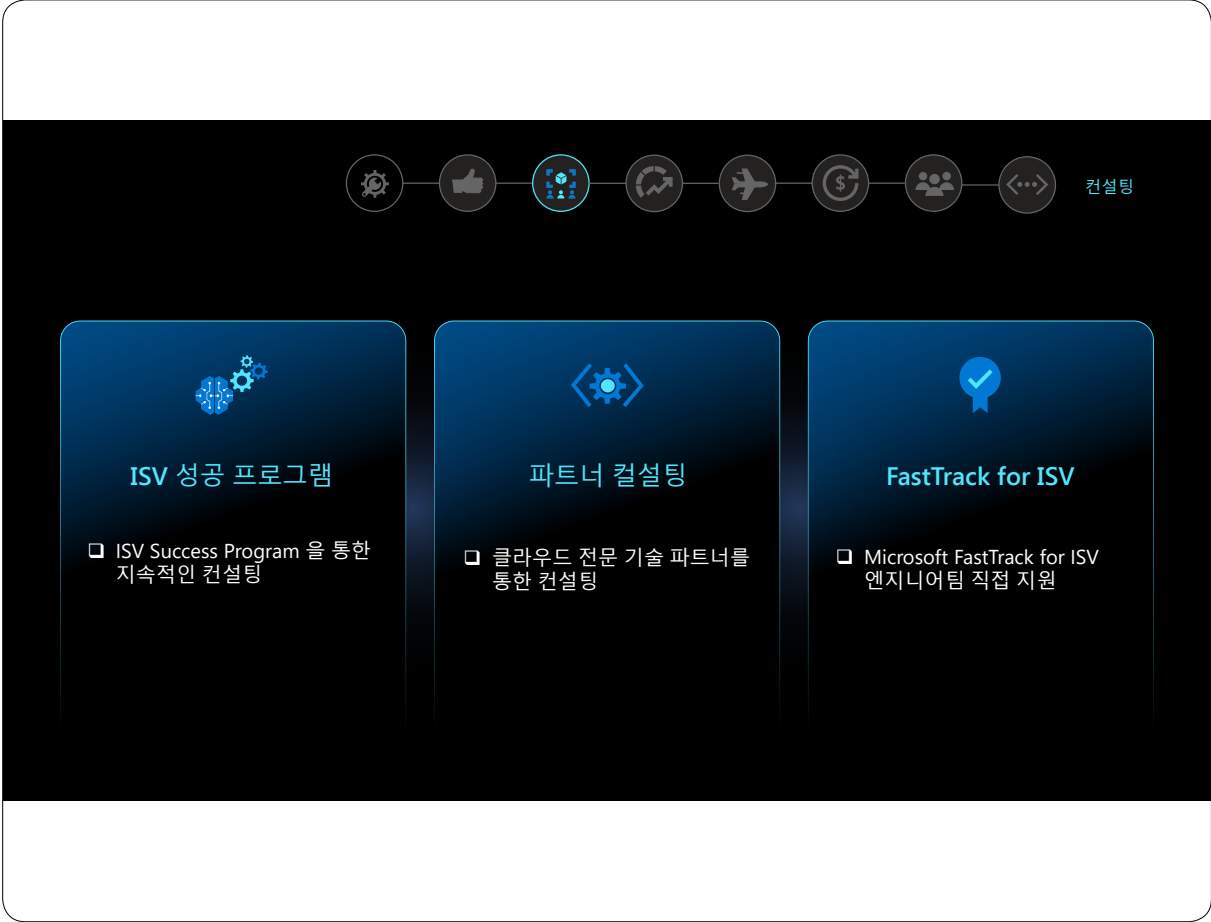 컨설팅
ISV 성공 프로그램
❑ ISV Success Program 을 통한
지속적인 컨설팅
파트너 컬설팅
❑ 클라우드 전문 기술 파트너를
통한 컨설팅
FastTrack for ISV
❑ Microsoft FastTrack for ISV
엔지니어팀 직접 지원